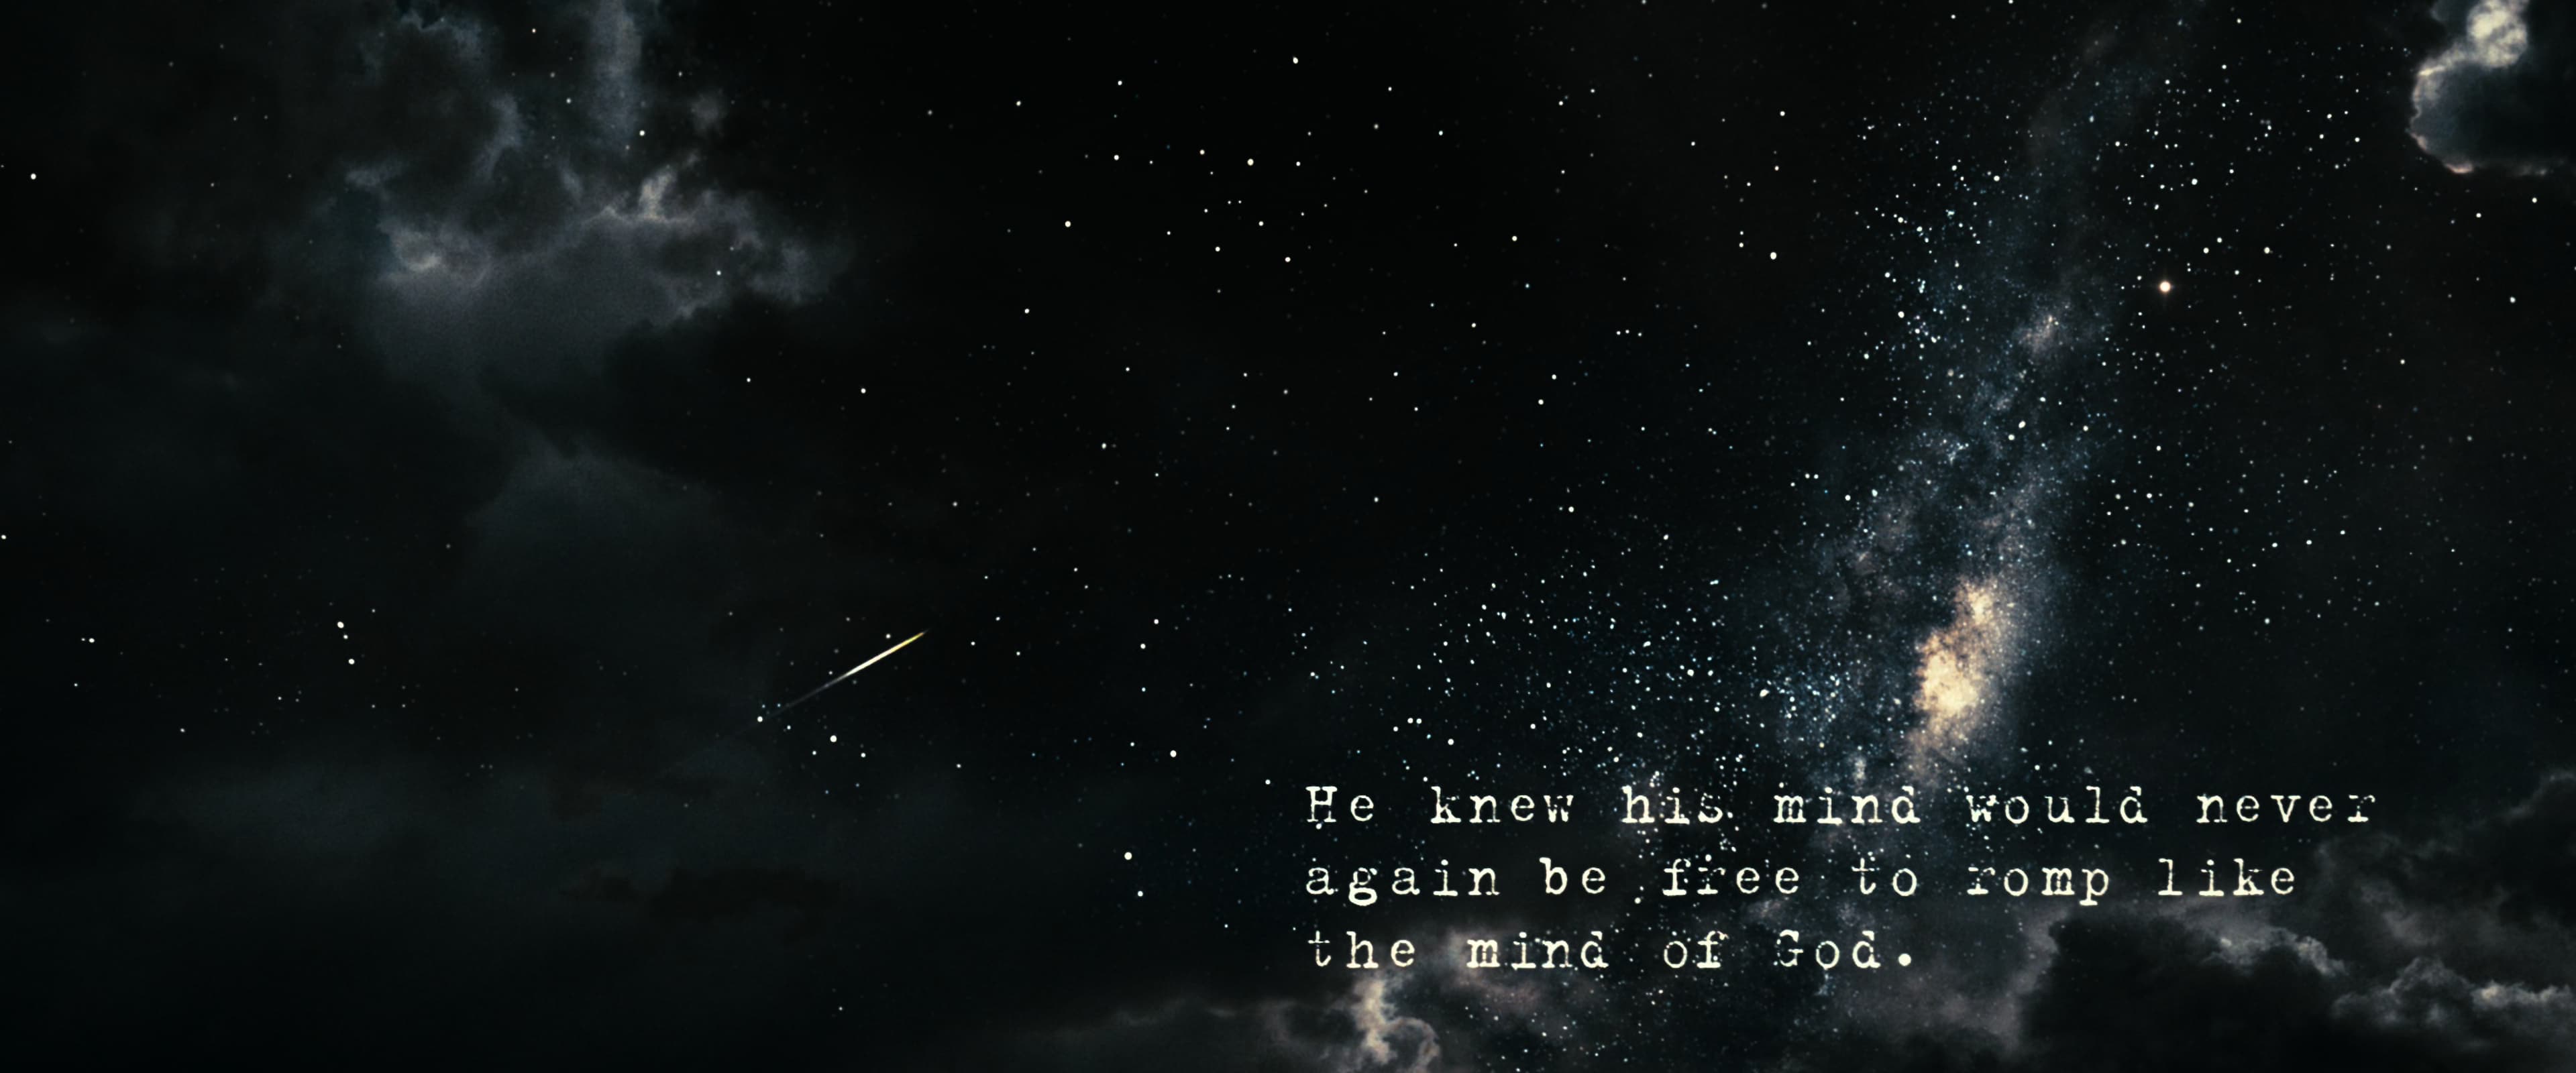 He knew his mind would never
again be free to romp like
the mind of God.